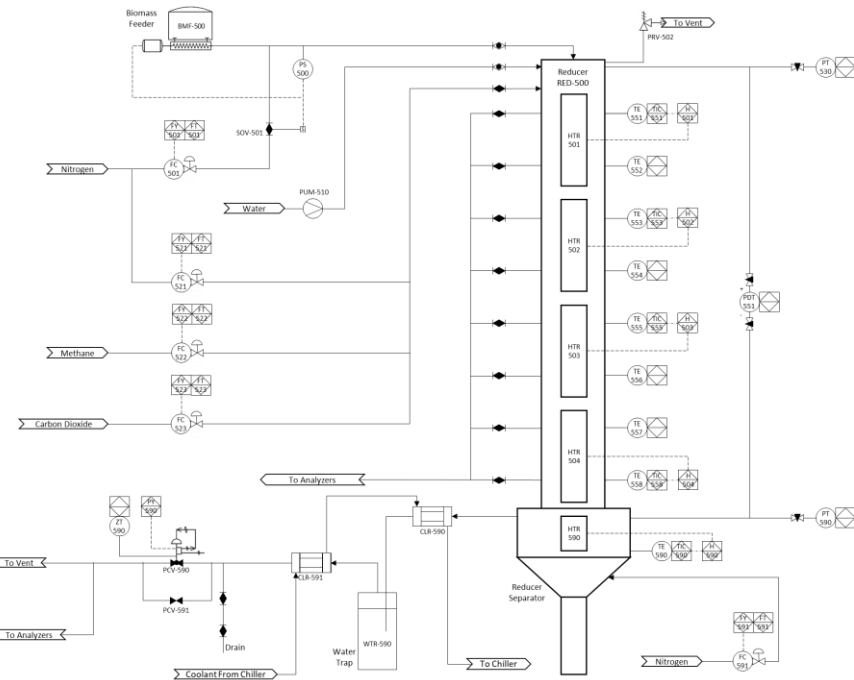 Biomass
Feeder
BMF-500
To Vent
PRV-502
PS
500
Reducer
RED-500
PT
530
FY
501
FT
501
SOV-501
TE
551
TIC
551
H
501
HTR
501
Nitrogen
FC
501
TE
552
PUM-510
Water
TE
553
TIC
553
H
502
FY
521
FT
521
HTR
502
FC
521
TE
554
+
PDT
551
-
FY
522
FT
522
TE
555
TIC
555
H
503
Methane
FC
522
HTR
503
FY
523
FT
523
TE
556
Carbon Dioxide
FC
523
TE
557
HTR
504
To Analyzers
TE
558
TIC
558
H
504
ZT
590
PY
590
CLR-590
HTR
590
PT
590
TE
590
TIC
590
H
590
To Vent
PCV-590
CLR-591
PCV-591
Reducer
Separator
To Analyzers
Drain
Water
Trap
WTR-590
FY
591
FT
591
Coolant From Chiller
To Chiller
Nitrogen
FC
591